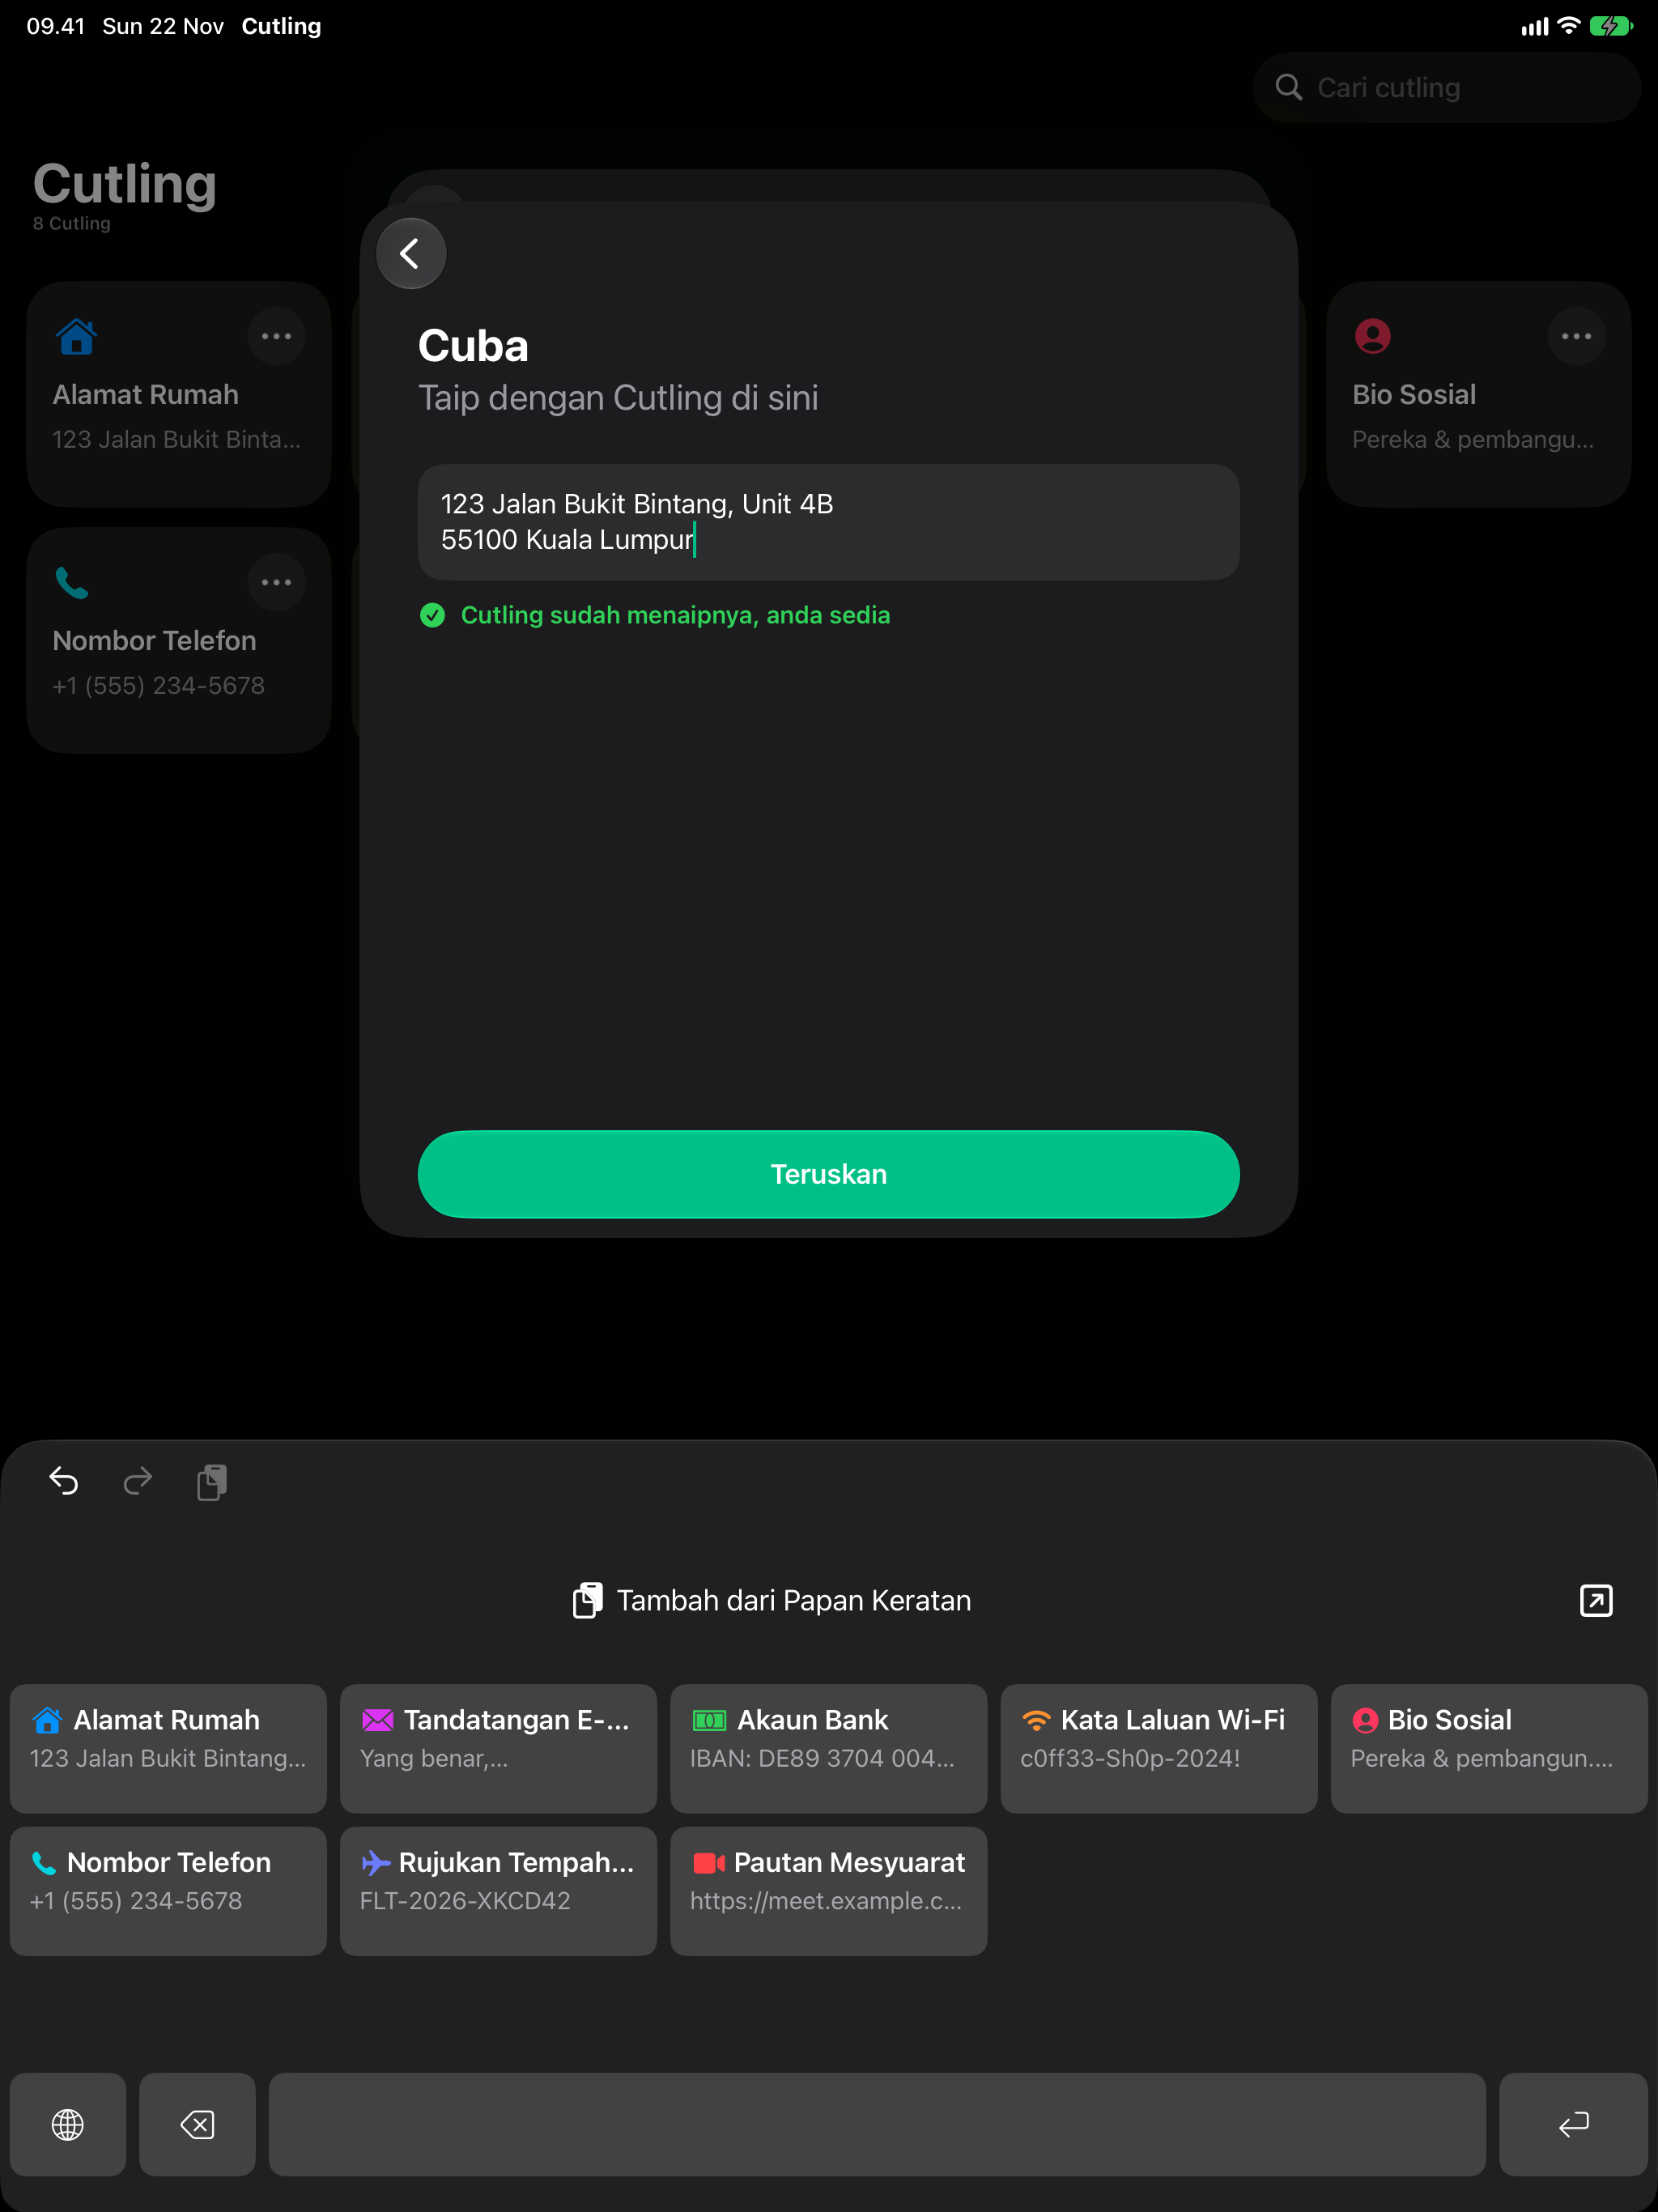 09.41 Sun 22 Nov Cutling
Cari cutling
Cutling
8 Cutling
Alamat Rumah
123 Jalan Bukit Binta...
Bio Sosial
Pereka & pembangu...
Nombor Telefon
+1 (555) 234-5678
Cuba
Taip dengan Cutling di sini
123 Jalan Bukit Bintang, Unit 4B
55100 Kuala Lumpur
Cutling sudah menaipnya, anda sedia
Teruskan
Tambah dari Papan Keratan
Alamat Rumah
123 Jalan Bukit Bintang...
Tandatangan E-...
Yang benar,...
Akaun Bank
IBAN: DE89 3704 004...
Kata Laluan Wi-Fi
c0ff33-Sh0p-2024!
Bio Sosial
Pereka & pembangun....
Nombor Telefon
+1 (555) 234-5678
Rujukan Tempah...
FLT-2026-XKCD42
Pautan Mesyuarat
https://meet.example.c...